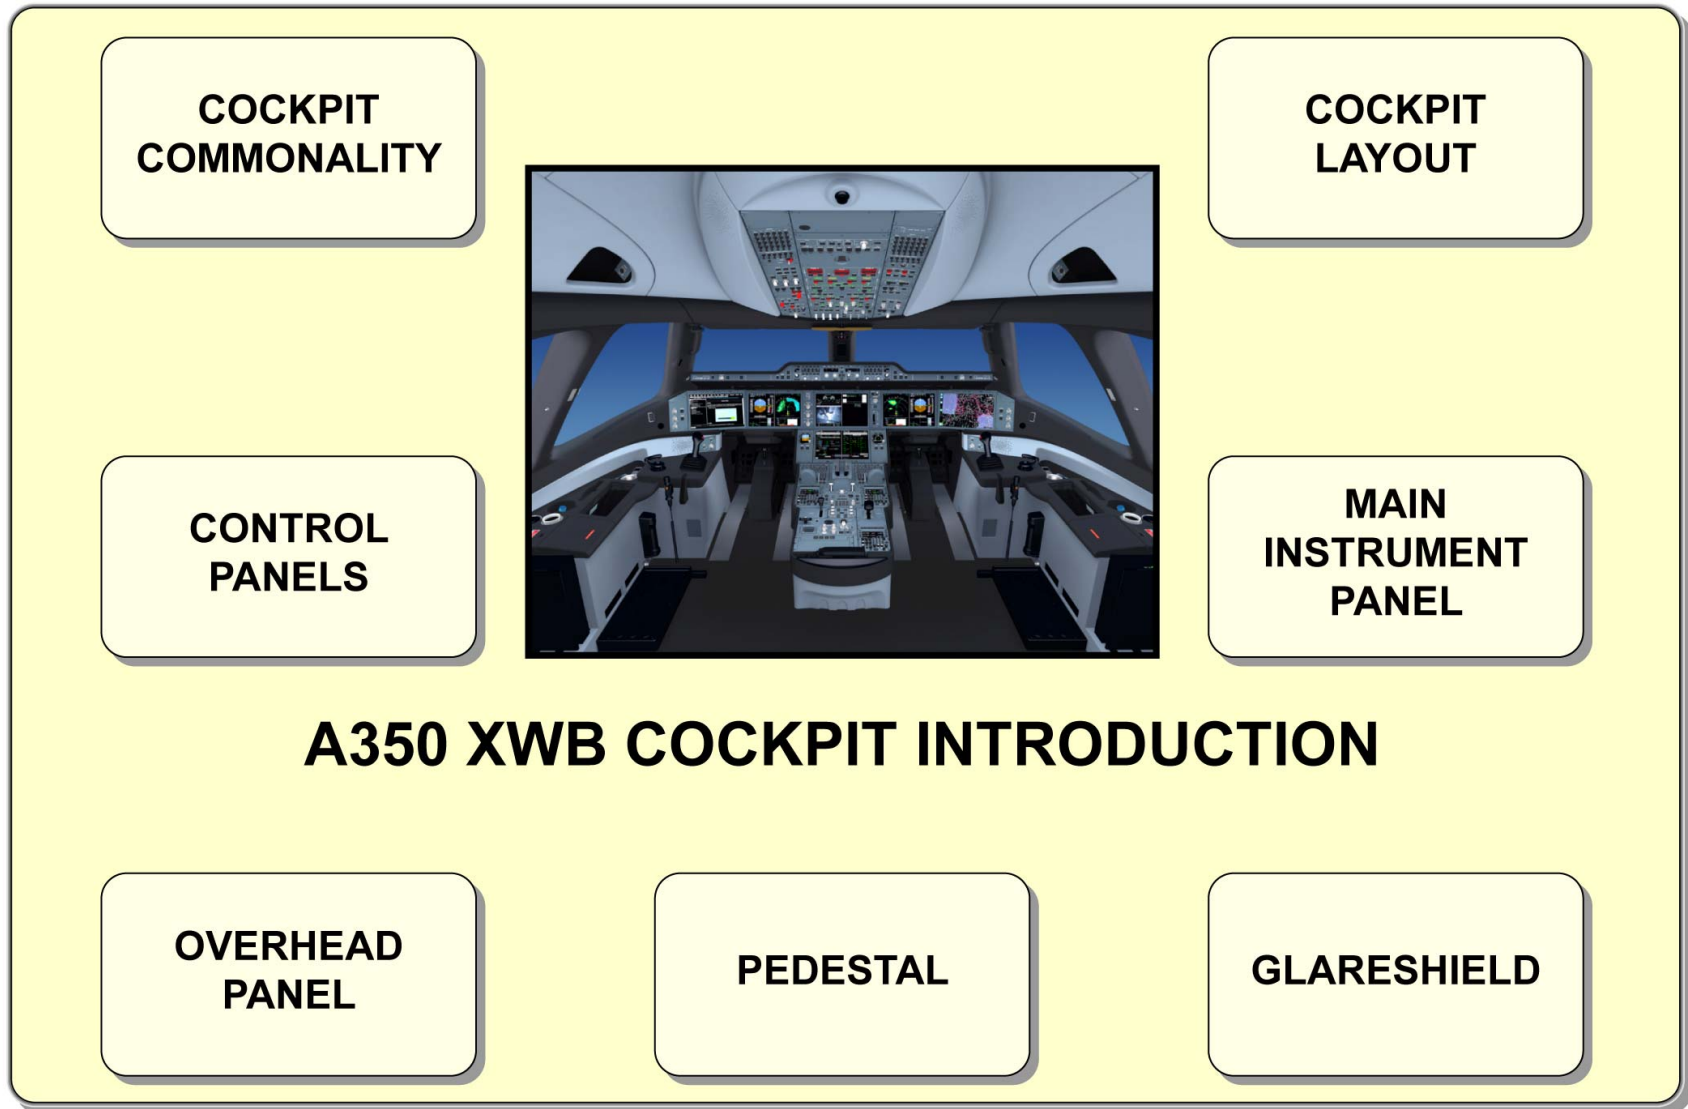 COCKPIT
COMMONALITY
COCKPIT
LAYOUT
CONTROL
PANELS
MAIN
INSTRUMENT
PANEL
A350 XWB COCKPIT INTRODUCTION
OVERHEAD
PANEL
PEDESTAL
GLARESHIELD